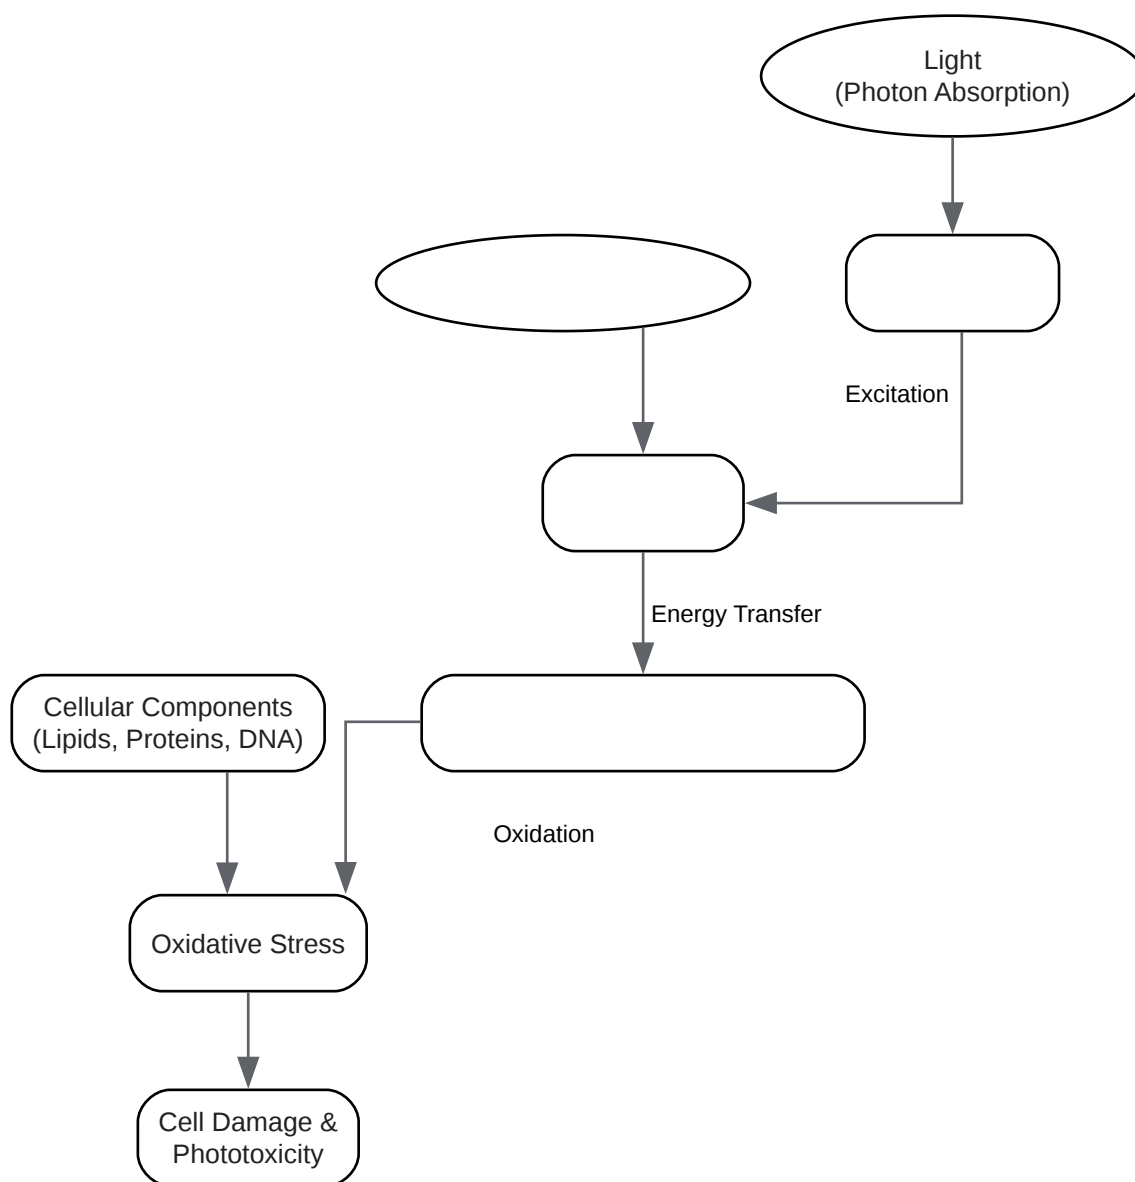 Light
(Photon Absorption)
Excitation
Energy Transfer
Cellular Components
(Lipids, Proteins, DNA)
Oxidation
Oxidative Stress
Cell Damage &
Phototoxicity